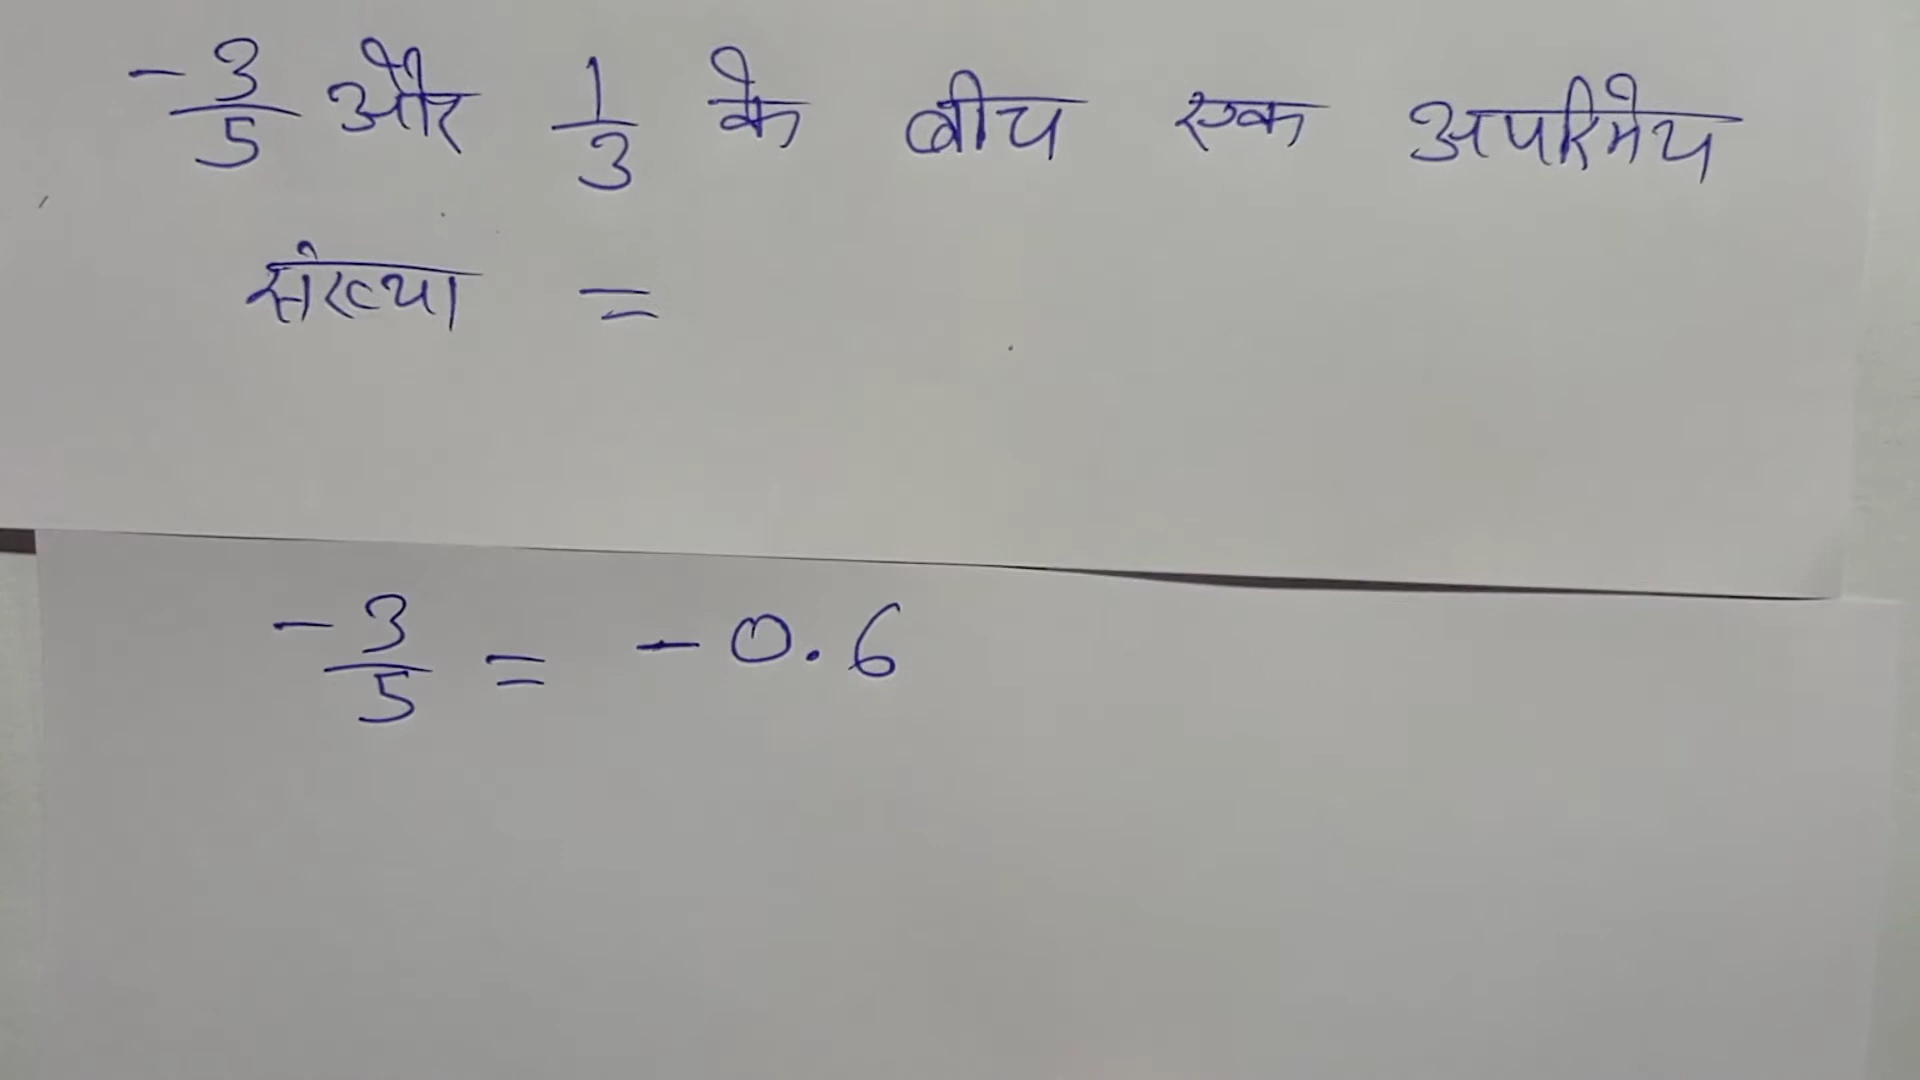 -3/5 और 1/3 के बीच एक अपरिमेय
संख्या =
-3/5 = -0.6